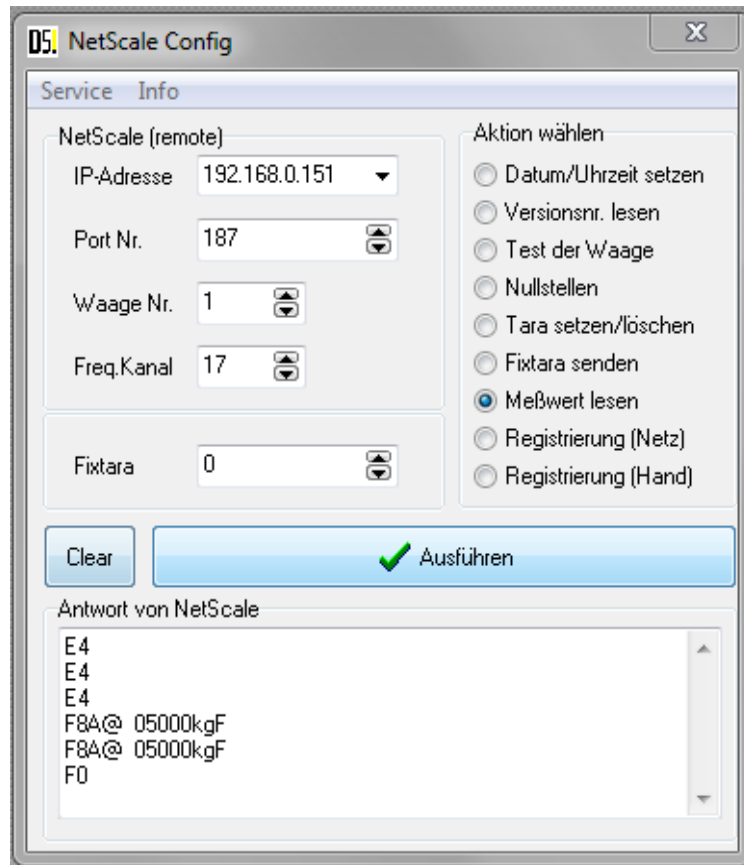 D5. NetScale Config
Service Info
NetScale (remote)
IP-Adresse 192.168.0.151
Port Nr. 187
Waage Nr. 1
Freq.Kanal 17
Fixtara 0
Aktion wählen
Datum/Uhrzeit setzen
Versionsnr. lesen
Test der Waage
Nullstellen
Tara setzen/löschen
Fixtara senden
Meßwert lesen
Registrierung (Netz)
Registrierung (Hand)
Clear
Ausführen
Antwort von NetScale
E4
E4
E4
F8A@ 05000kgF
F8A@ 05000kgF
F0